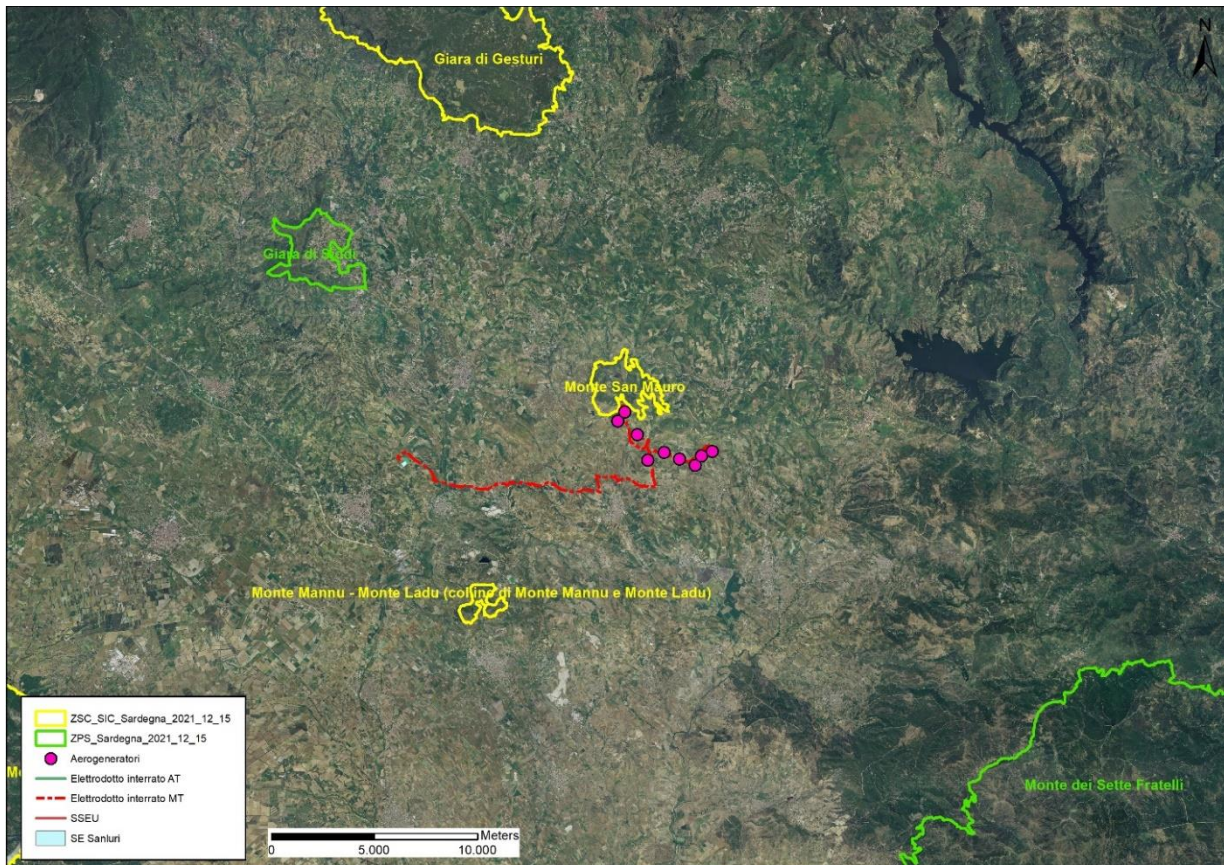 N
Giara di Gesturi
Giara di Siddi
Monte San Mauro
Monte Mannu - Monte Ladu (colline di Monte Mannu e Monte Ladu)
Monte dei Sette Fratelli
ZSC_SIC_Sardegna_2021_12_15
ZPS_Sardegna_2021_12_15
Aerogeneratori
Elettrodotto interrato AT
Elettrodotto interrato MT
SSEU
SE Sanluri
Meters
0 5.000 10.000